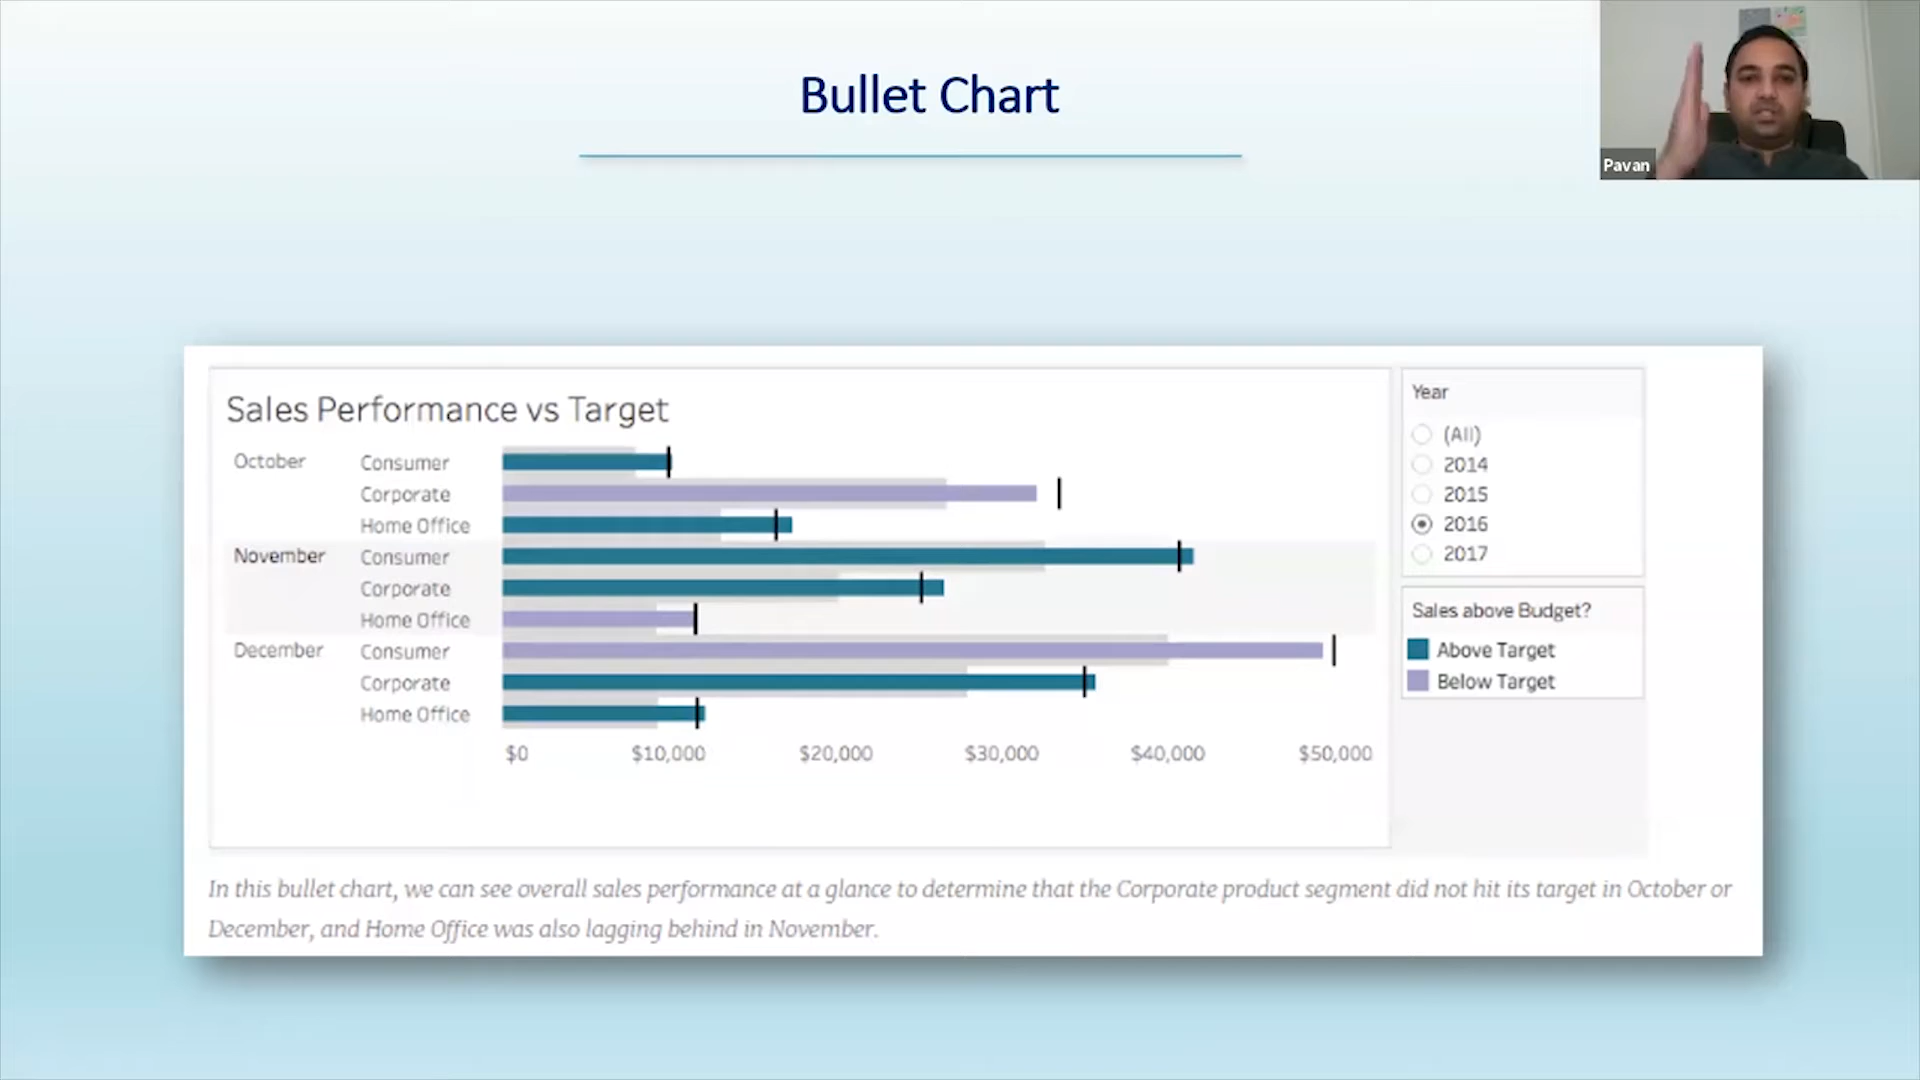 Bullet Chart
Pavan
Sales Performance vs Target
October Consumer
Corporate
Home Office
November Consumer
Corporate
Home Office
December Consumer
Corporate
Home Office
$0 $10,000 $20,000 $30,000 $40,000 $50,000
Year
(All)
2014
2015
2016
2017
Sales above Budget?
Above Target
Below Target
In this bullet chart, we can see overall sales performance at a glance to determine that the Corporate product segment did not hit its target in October or
December, and Home Office was also lagging behind in November.